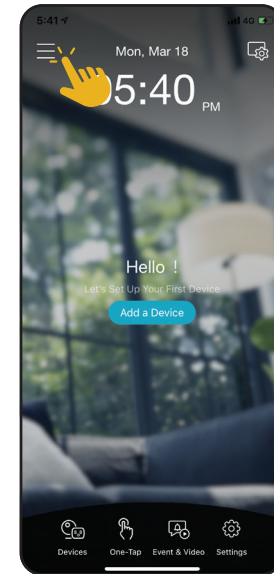 5:41
4G
Mon, Mar 18
05:40 PM
Hello !
Let's Set Up Your First Device
Add a Device
Devices
One-Tap
Event & Video
Settings